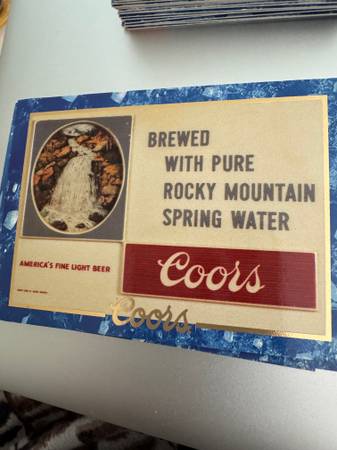 BREWED
WITH PURE
ROCKY MOUNTAIN
SPRING WATER
AMERICA'S FINE LIGHT BEER
Coors
Coors